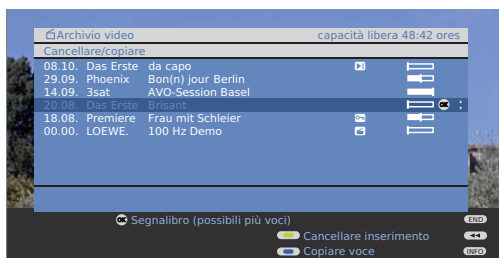 Archivio video capacità libera 48:42 ores
Cancellare/copiare
08.10. Das Erste da capo
29.09. Phoenix Bon(n) jour Berlin
14.09. 3sat AVO-Session Basel
20.08. Das Erste Brisant OK
18.08. Premiere Frau mit Schleier
00.00. LOEWE. 100 Hz Demo
OK Segnalibro (possibili più voci) END
Cancellare inserimento
Copiare voce INFO